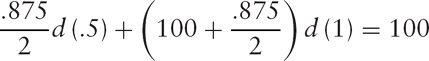 .875/2 d (.5) + (100 + .875/2) d (1) = 100